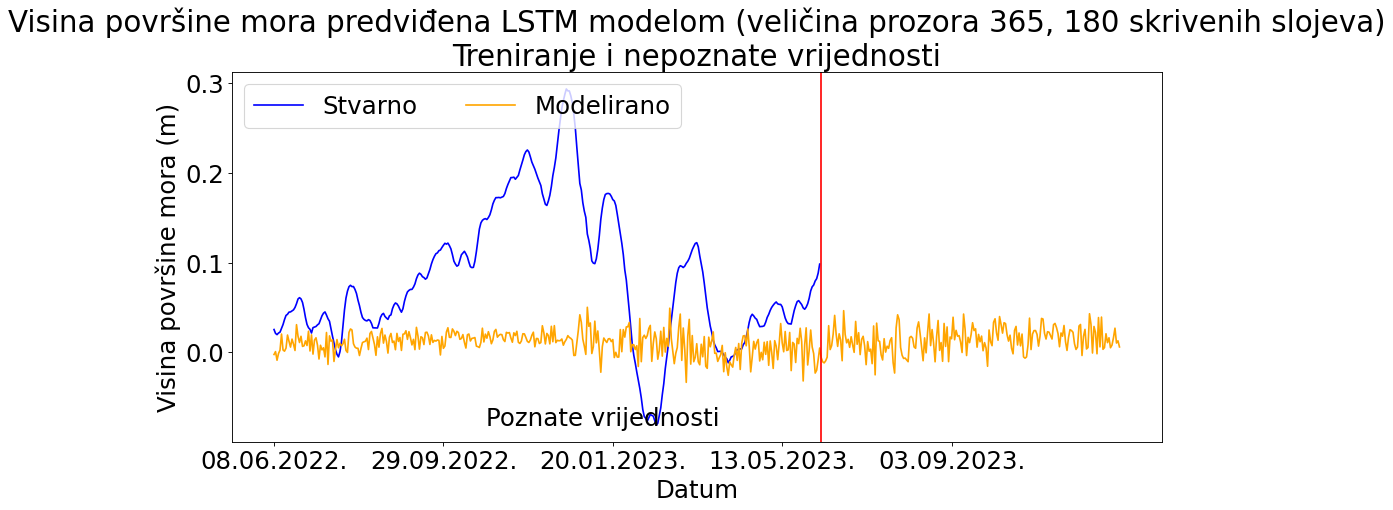 Visina površine mora predviđena LSTM modelom (veličina prozora 365, 180 skrivenih slojeva)
Treniranje i nepoznate vrijednosti
Stvarno
Modelirano
Visina površine mora (m)
0.3
0.2
0.1
0.0
Poznate vrijednosti
08.06.2022.
29.09.2022.
20.01.2023.
13.05.2023.
03.09.2023.
Datum